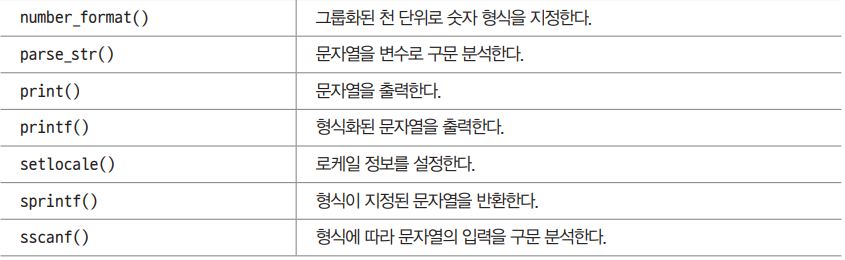 number_format() 그룹화된 천 단위로 숫자 형식을 지정한다.
parse_str() 문자열을 변수로 구문 분석한다.
print() 문자열을 출력한다.
printf() 형식화된 문자열을 출력한다.
setlocale() 로케일 정보를 설정한다.
sprintf() 형식이 지정된 문자열을 반환한다.
sscanf() 형식에 따라 문자열의 입력을 구문 분석한다.